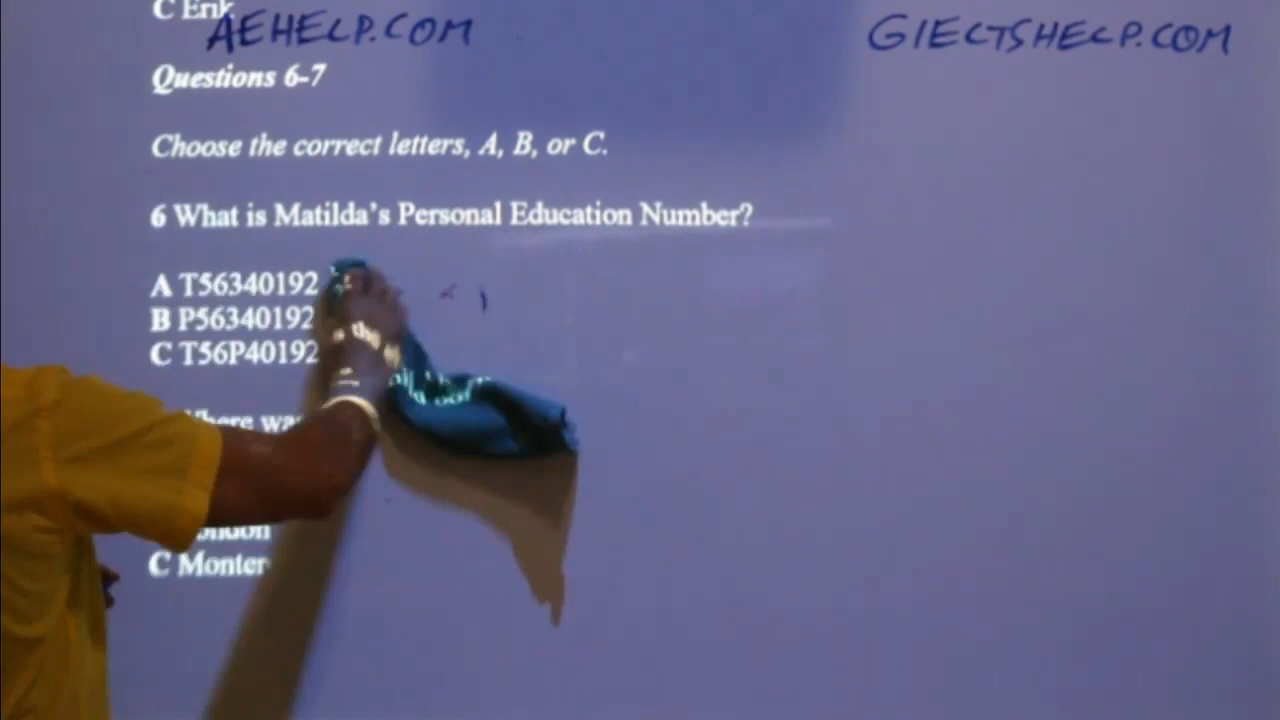 C Erik
AEHELP.COM
GIELTSHELP.COM
Questions 6-7
Choose the correct letters, A, B, or C.
6 What is Matilda's Personal Education Number?
A T56340192
B P56340192
C T56P40192